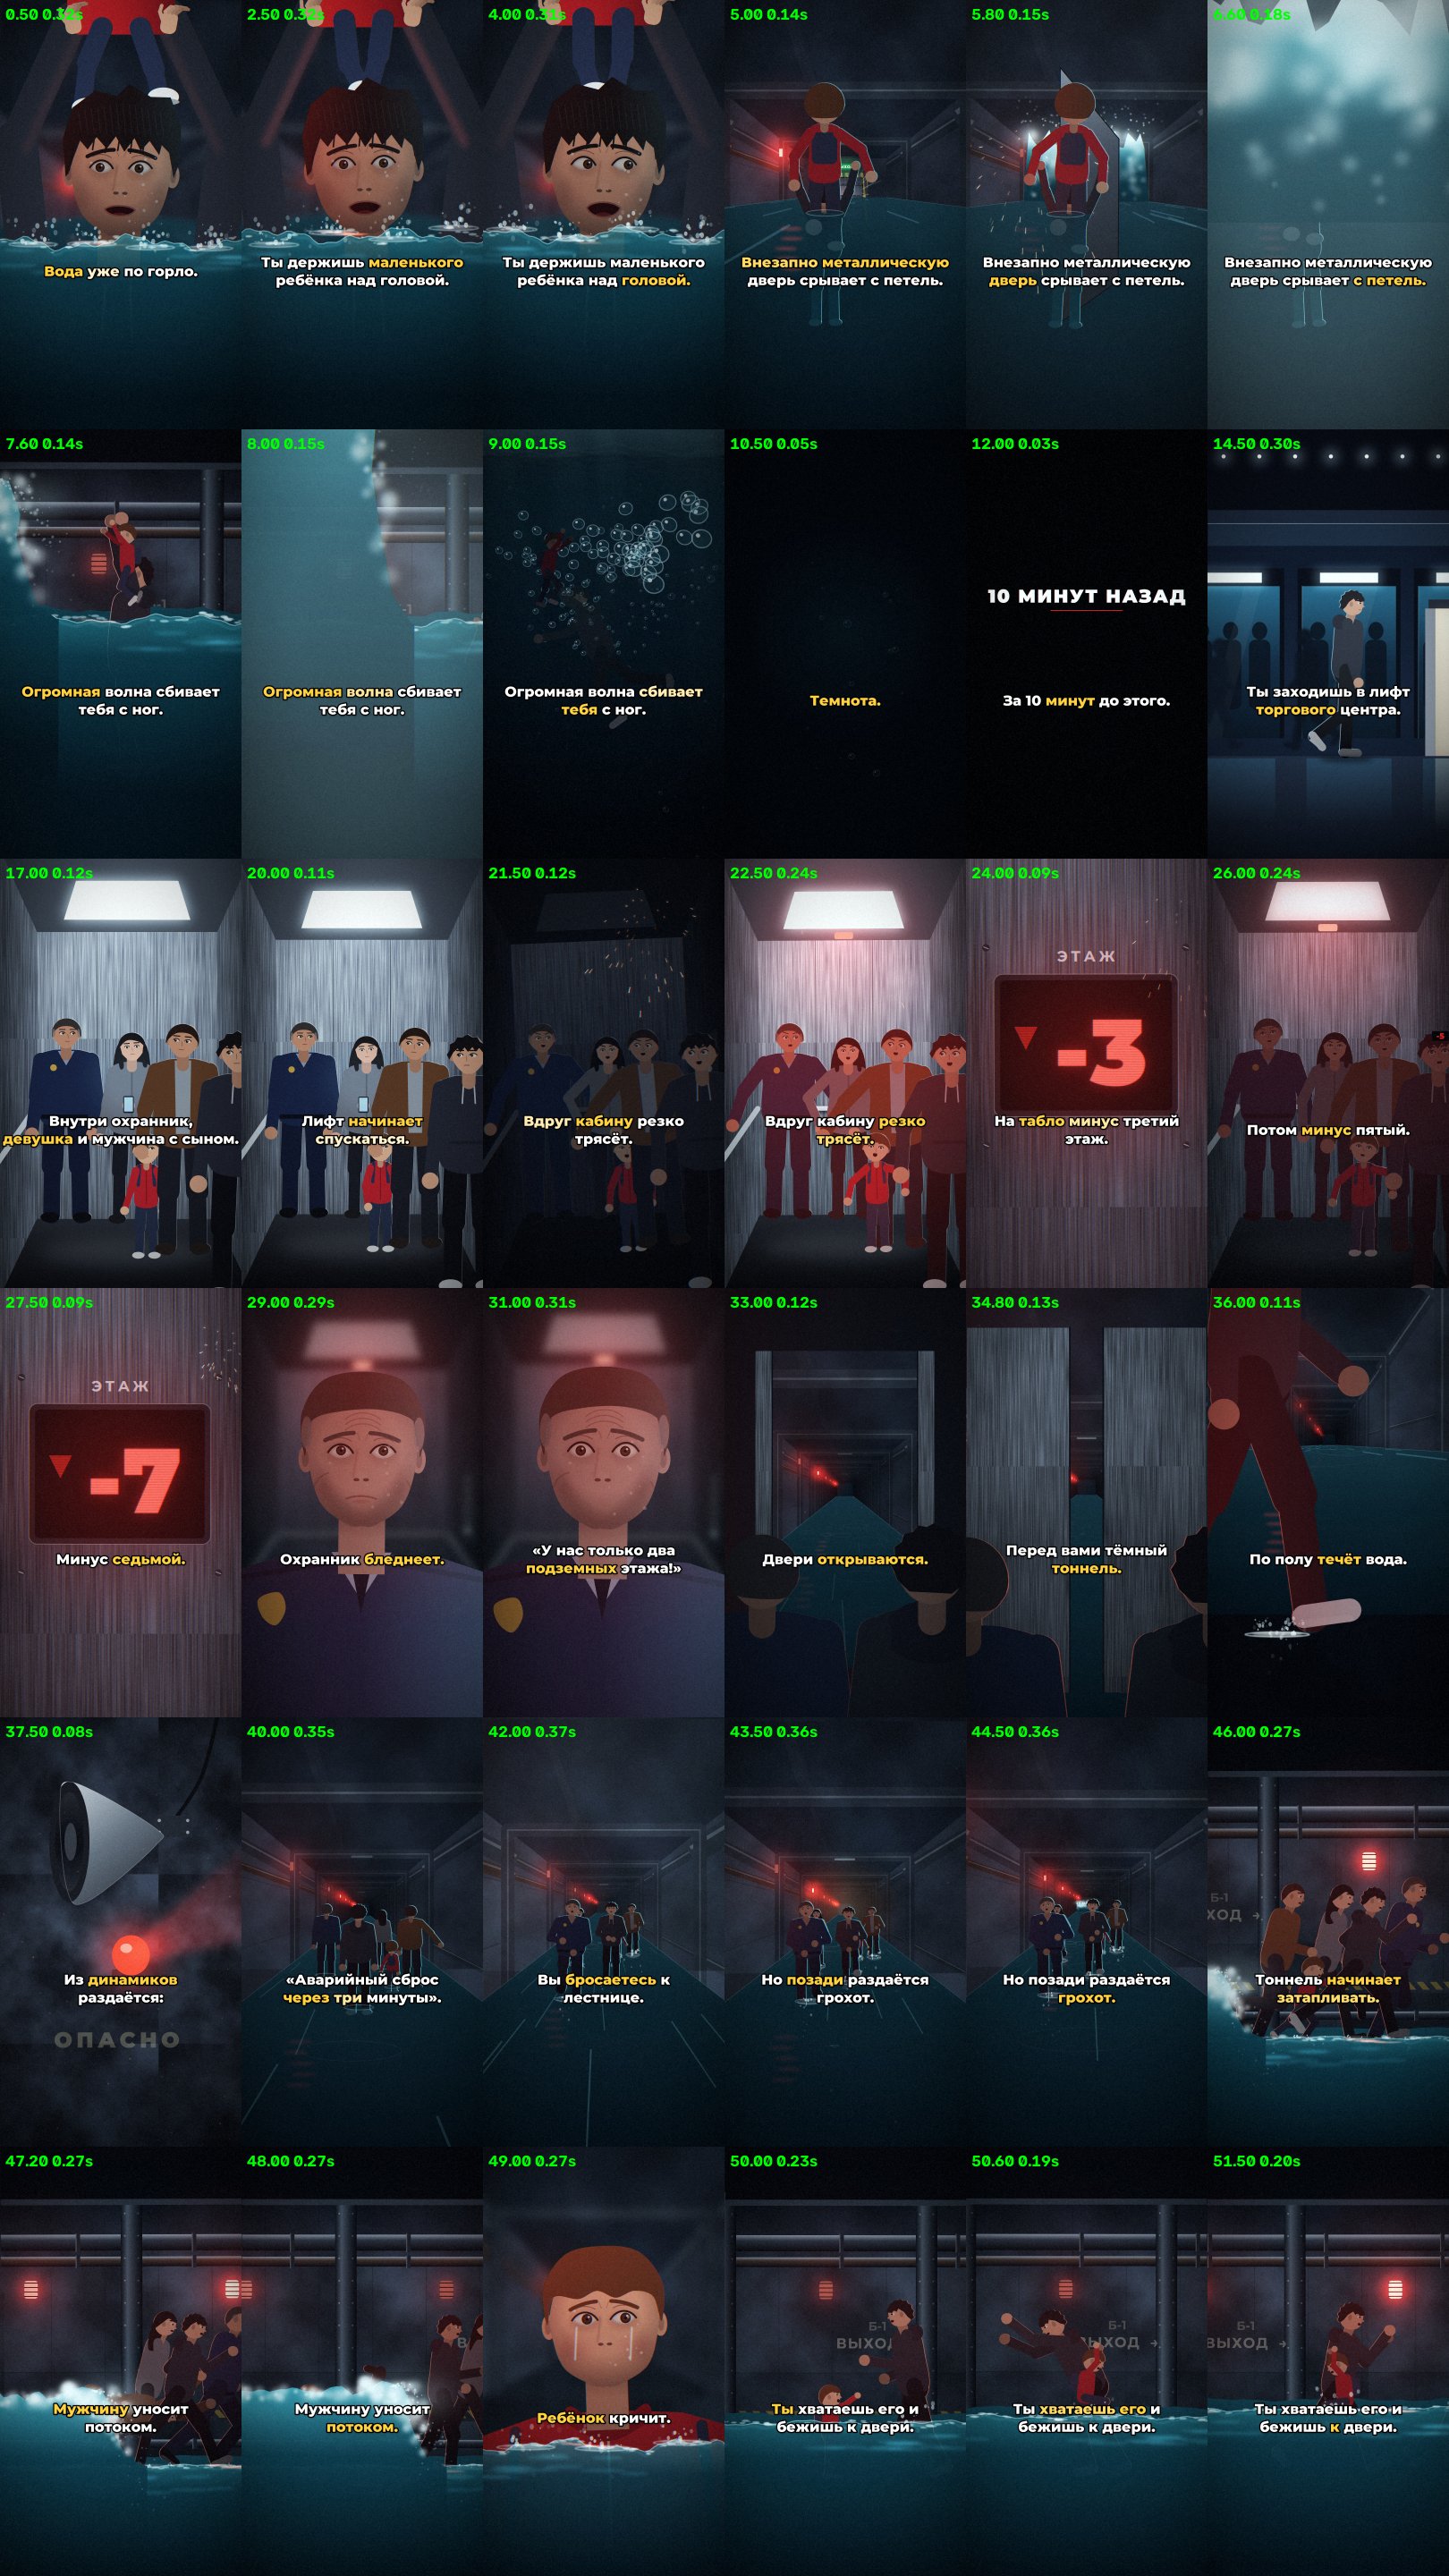 0.50 0.32s
Вода уже по горло.
2.50 0.32s
Ты держишь маленького
ребёнка над головой.
4.00 0.31s
Ты держишь маленького
ребёнка над головой.
5.00 0.14s
Внезапно металлическую
дверь срывает с петель.
5.80 0.15s
Внезапно металлическую
дверь срывает с петель.
6.60 0.18s
Внезапно металлическую
дверь срывает с петель.
7.60 0.14s
Огромная волна сбивает
тебя с ног.
8.00 0.15s
Огромная волна сбивает
тебя с ног.
9.00 0.15s
Огромная волна сбивает
тебя с ног.
10.50 0.05s
Темнота.
12.00 0.03s
10 МИНУТ НАЗАД
За 10 минут до этого.
14.50 0.30s
Ты заходишь в лифт
торгового центра.
17.00 0.12s
Внутри охранник,
девушка и мужчина с сыном.
20.00 0.11s
Лифт начинает
спускаться.
21.50 0.12s
Вдруг кабину резко
трясёт.
22.50 0.24s
Вдруг кабину резко
трясёт.
24.00 0.09s
ЭТАЖ
-3
На табло минус третий
этаж.
26.00 0.24s
-5
Потом минус пятый.
27.50 0.09s
ЭТАЖ
-7
Минус седьмой.
29.00 0.29s
Охранник бледнеет.
31.00 0.31s
«У нас только два
подземных этажа!»
33.00 0.12s
Двери открываются.
34.80 0.13s
Перед вами тёмный
тоннель.
36.00 0.11s
По полу течёт вода.
37.50 0.08s
Из динамиков
раздаётся:
ОПАСНО
40.00 0.35s
«Аварийный сброс
через три минуты».
42.00 0.37s
Вы бросаетесь к
лестнице.
43.50 0.36s
Но позади раздаётся
грохот.
44.50 0.36s
Но позади раздаётся
грохот.
46.00 0.27s
Б-1
ХОД →
Тоннель начинает
затапливать.
47.20 0.27s
Мужчину уносит
потоком.
48.00 0.27s
В
Мужчину уносит
потоком.
49.00 0.27s
Ребёнок кричит.
50.00 0.23s
Б-1
ВЫХОД
Ты хватаешь его и
бежишь к двери.
50.60 0.19s
Б-1
ВЫХОД →
Ты хватаешь его и
бежишь к двери.
51.50 0.20s
Б-1
ВЫХОД →
Ты хватаешь его и
бежишь к двери.